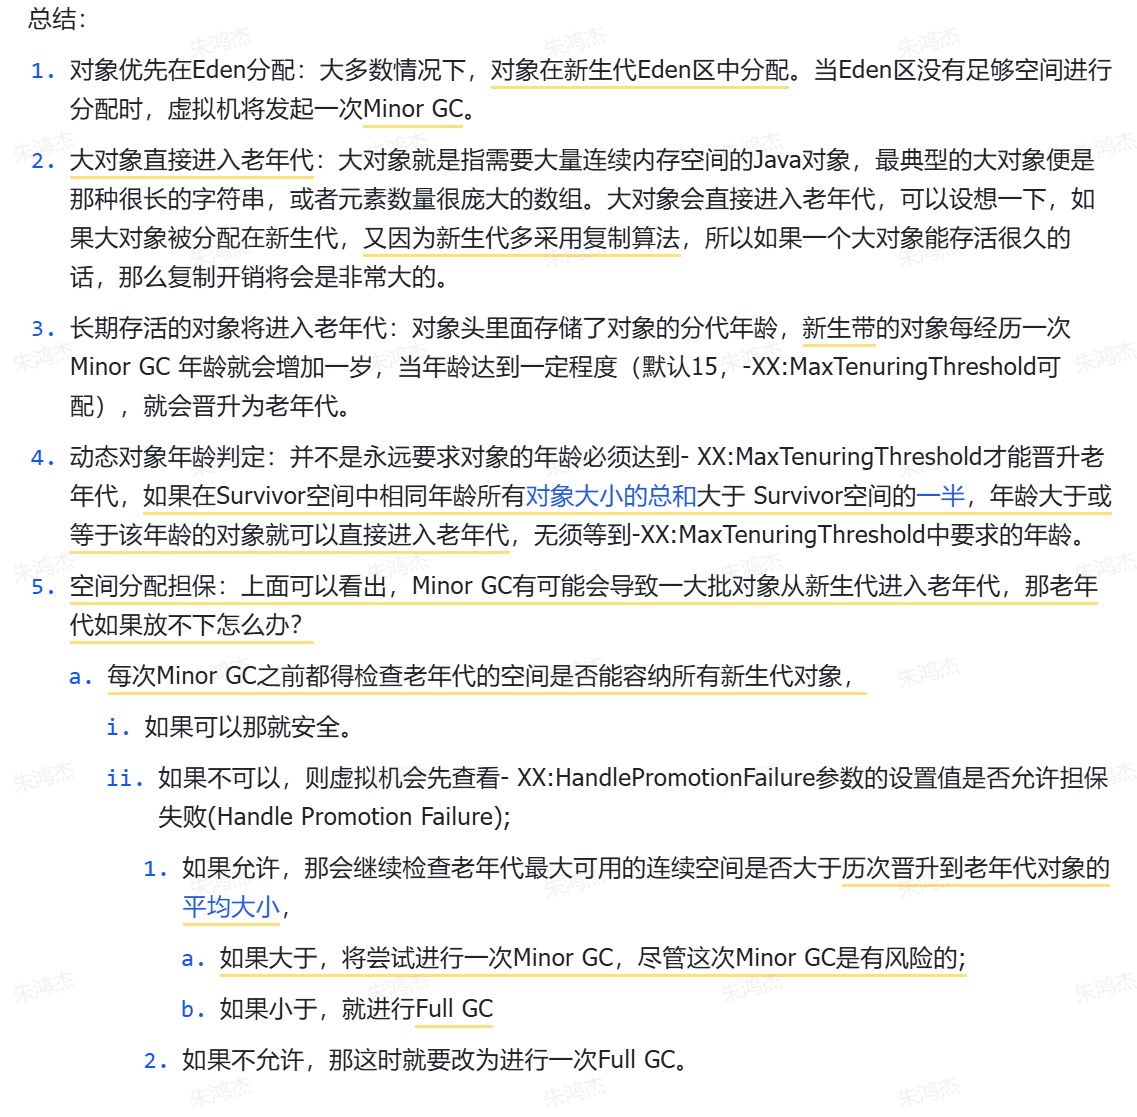 总结：
1. 对象优先在Eden分配：大多数情况下，对象在新生代Eden区中分配。当Eden区没有足够空间进行
分配时，虚拟机将发起一次Minor GC。
2. 大对象直接进入老年代：大对象就是指需要大量连续内存空间的Java对象，最典型的大对象便是
那种很长的字符串，或者元素数量很庞大的数组。大对象会直接进入老年代，可以设想一下，如
果大对象被分配在新生代，又因为新生代多采用复制算法，所以如果一个大对象能存活很久的
话，那么复制开销将会是非常大的。
3. 长期存活的对象将进入老年代：对象头里面存储了对象的分代年龄，新生带的对象每经历一次
Minor GC 年龄就会增加一岁，当年龄达到一定程度（默认15，-XX:MaxTenuringThreshold可
配），就会晋升为老年代。
4. 动态对象年龄判定：并不是永远要求对象的年龄必须达到- XX:MaxTenuringThreshold才能晋升老
年代，如果在Survivor空间中相同年龄所有对象大小的总和大于 Survivor空间的一半，年龄大于或
等于该年龄的对象就可以直接进入老年代，无须等到-XX:MaxTenuringThreshold中要求的年龄。
5. 空间分配担保：上面可以看出，Minor GC有可能会导致一大批对象从新生代进入老年代，那老年
代如果放不下怎么办？
a. 每次Minor GC之前都得检查老年代的空间是否能容纳所有新生代对象，
i. 如果可以那就安全。
ii. 如果不可以，则虚拟机会先查看- XX:HandlePromotionFailure参数的设置值是否允许担保
失败(Handle Promotion Failure);
1. 如果允许，那会继续检查老年代最大可用的连续空间是否大于历次晋升到老年代对象的
平均大小，
a. 如果大于，将尝试进行一次Minor GC，尽管这次Minor GC是有风险的;
b. 如果小于，就进行Full GC
2. 如果不允许，那这时就要改为进行一次Full GC。
朱鸿杰